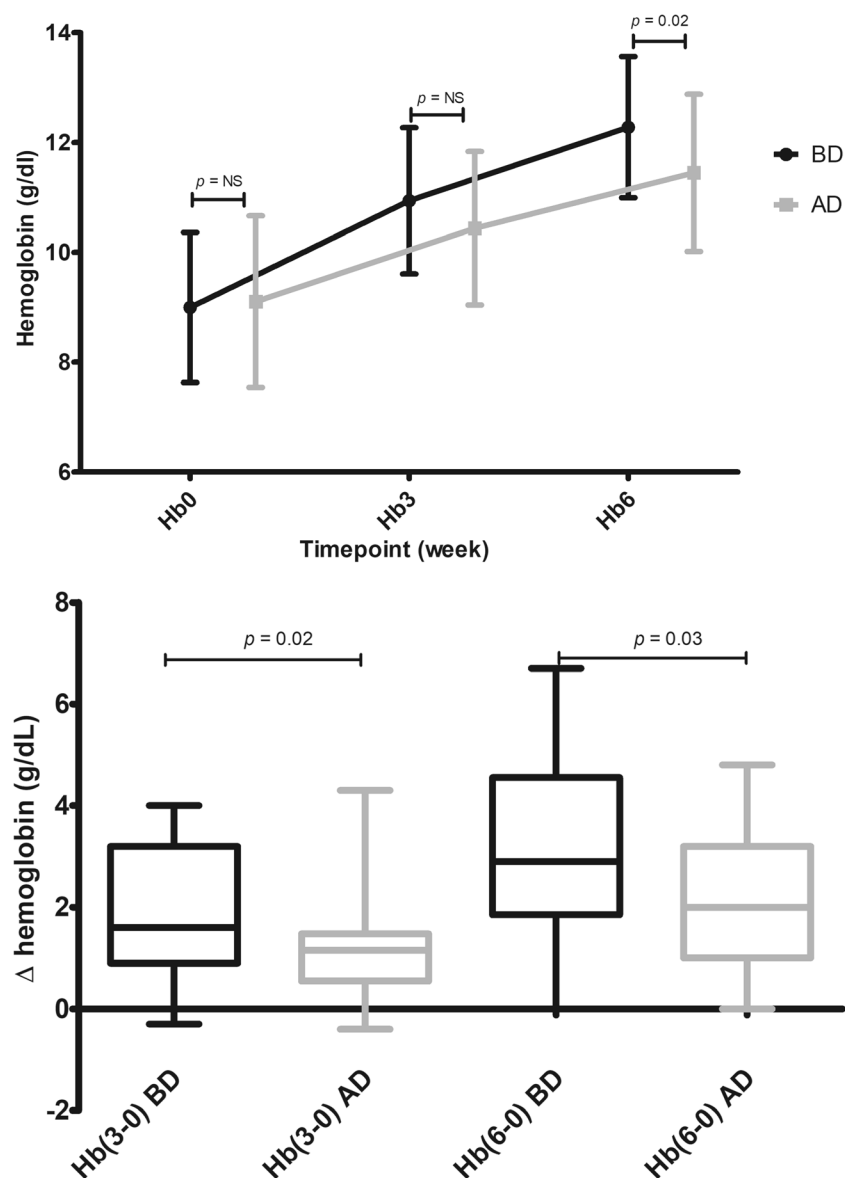 p = 0.02
14
p = NS
12
BD
p = NS
AD
10
8
6
Hemoglobin (g/dl)
Hb0
Hb3
Hb6
Timepoint (week)
8
p = 0.02
p = 0.03
6
4
2
0
-2
Δ hemoglobin (g/dL)
Hb(3-0) BD
Hb(3-0) AD
Hb(6-0) BD
Hb(6-0) AD